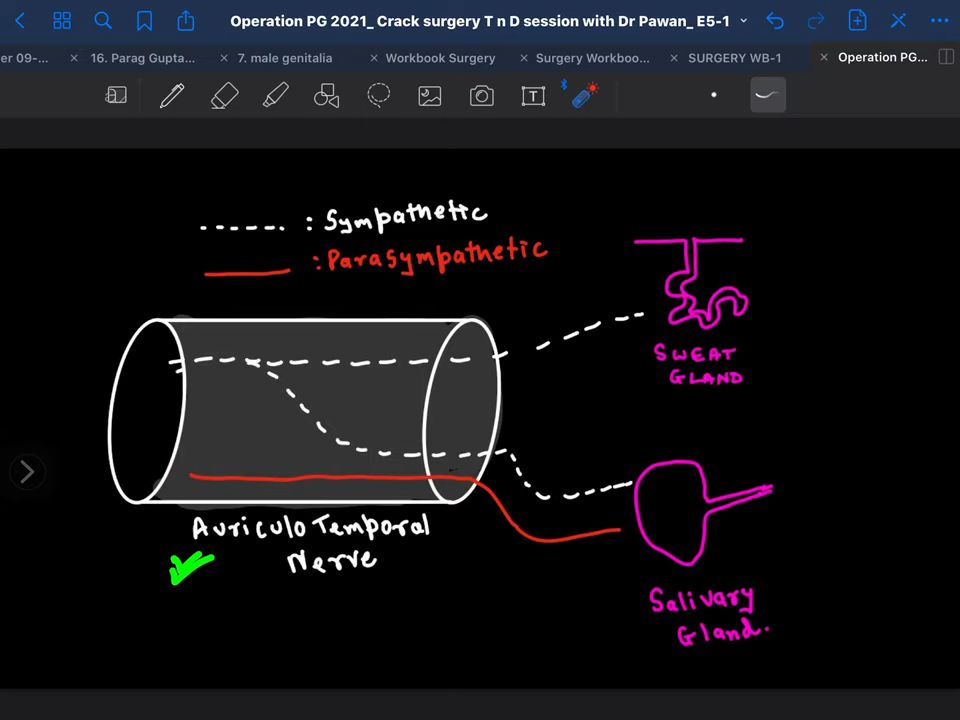 Operation PG 2021_ Crack surgery T n D session with Dr Pawan_ E5-1
er 09-...
16. Parag Gupta...
7. male genitalia
Workbook Surgery
Surgery Workboo...
SURGERY WB-1
Operation PG...
T
: Sympathetic
: Parasympathetic
SWEAT
GLAND
Auriculo Temporal
Nerve
Salivary
Gland.